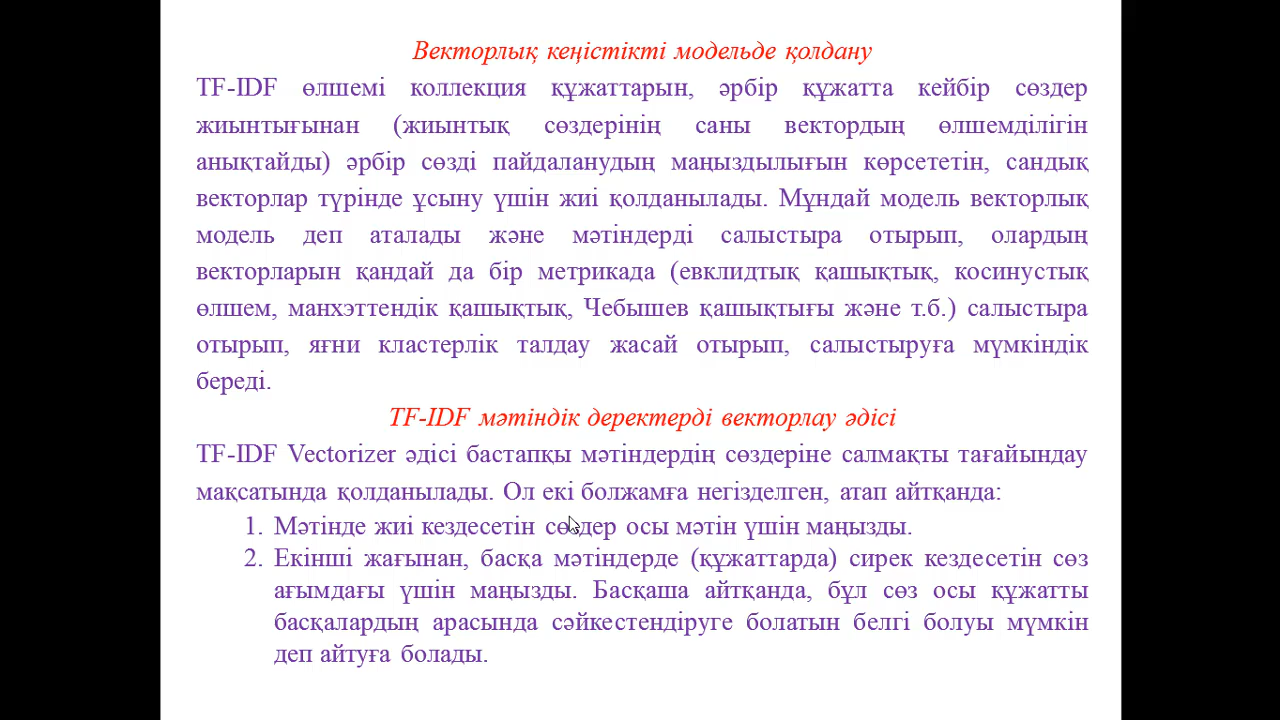 Векторлық кеңістікті модельде қолдану
TF-IDF өлшемі коллекция құжаттарын, әрбір құжатта кейбір сөздер
жиынтығынан (жиынтық сөздерінің саны вектордың өлшемділігін
анықтайды) әрбір сөзді пайдаланудың маңыздылығын көрсететін, сандық
векторлар түрінде ұсыну үшін жиі қолданылады. Мұндай модель векторлық
модель деп аталады және мәтіндерді салыстыра отырып, олардың
векторларын қандай да бір метрикада (евклидтық қашықтық, косинустық
өлшем, манхэттендік қашықтық, Чебышев қашықтығы және т.б.) салыстыра
отырып, яғни кластерлік талдау жасай отырып, салыстыруға мүмкіндік
береді.
TF-IDF мәтіндік деректерді векторлау әдісі
TF-IDF Vectorizer әдісі бастапқы мәтіндердің сөздеріне салмақты тағайындау
мақсатында қолданылады. Ол екі болжамға негізделген, атап айтқанда:
1. Мәтінде жиі кездесетін сөздер осы мәтін үшін маңызды.
2. Екінші жағынан, басқа мәтіндерде (құжаттарда) сирек кездесетін сөз
ағымдағы үшін маңызды. Басқаша айтқанда, бұл сөз осы құжатты
басқалардың арасында сәйкестендіруге болатын белгі болуы мүмкін
деп айтуға болады.